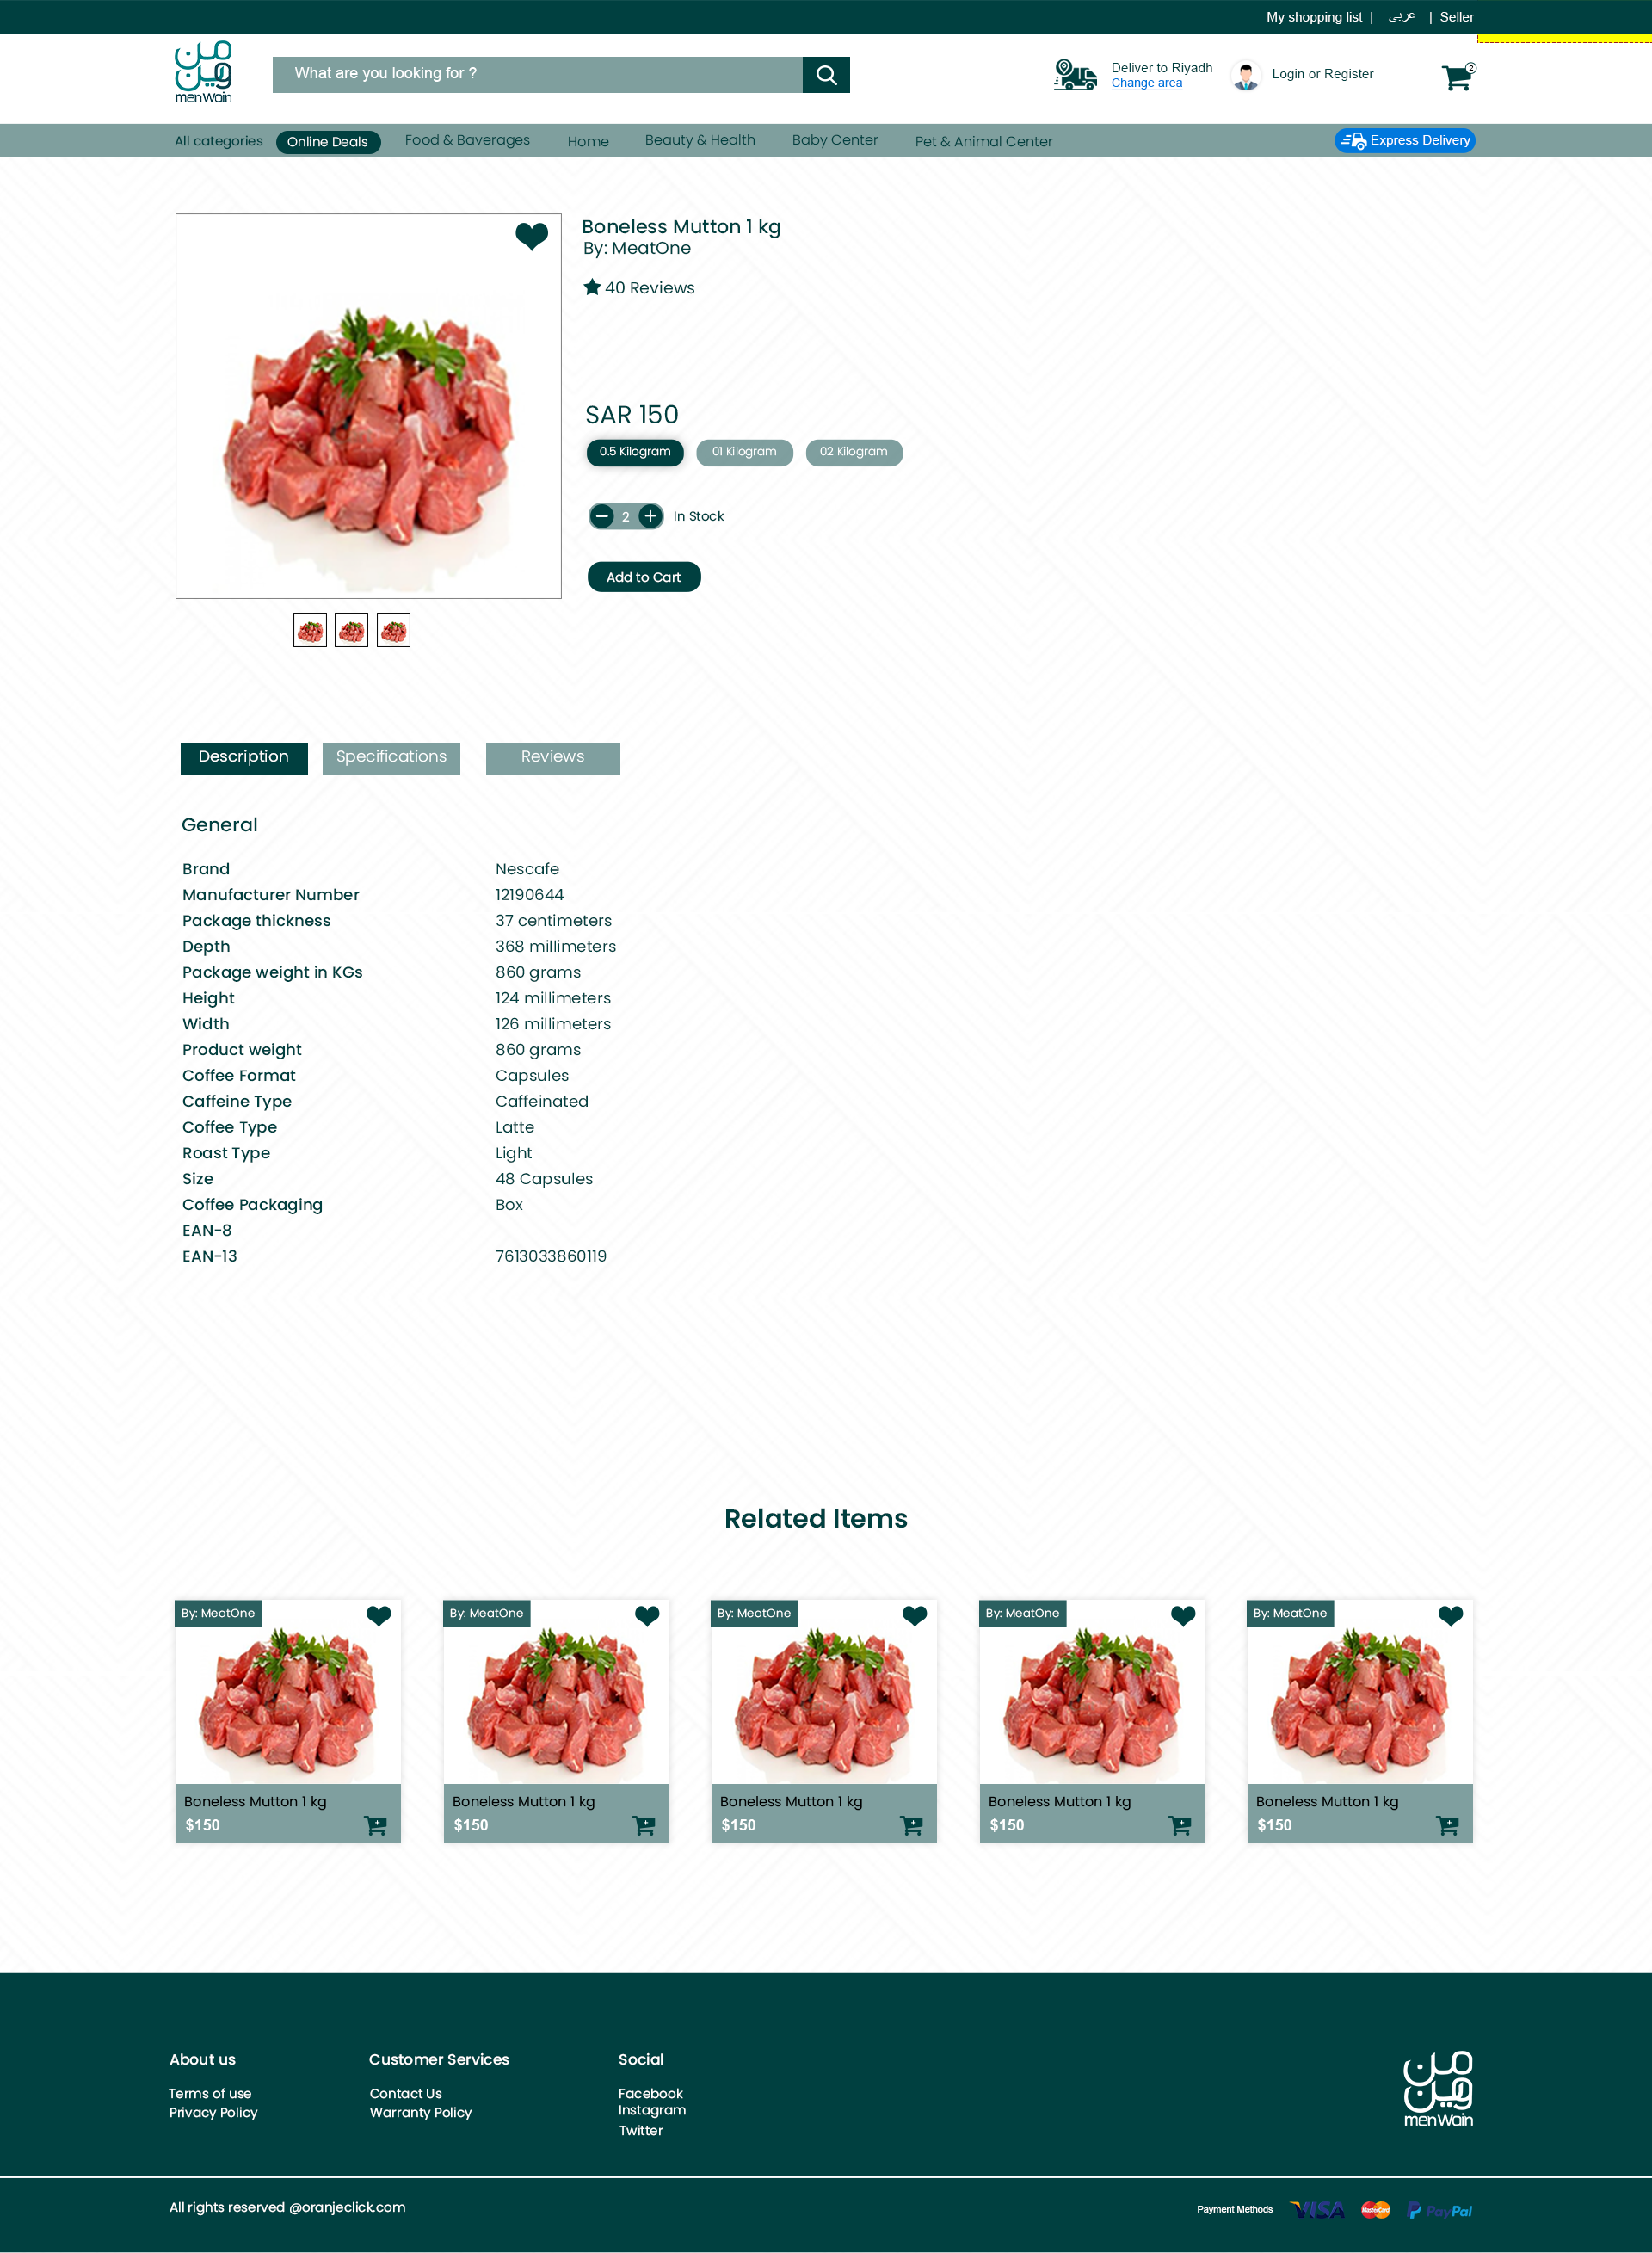 My shopping list | عربى | Seller
من
وين
menWain
What are you looking for ?
Deliver to Riyadh
Change area
Login or Register
2
All categories Online Deals Food & Baverages Home Beauty & Health Baby Center Pet & Animal Center Express Delivery
Boneless Mutton 1 kg
By: MeatOne
40 Reviews
SAR 150
0.5 Kilogram 01 Kilogram 02 Kilogram
2 In Stock
Add to Cart
Description Specifications Reviews
General
Brand Nescafe
Manufacturer Number 12190644
Package thickness 37 centimeters
Depth 368 millimeters
Package weight in KGs 860 grams
Height 124 millimeters
Width 126 millimeters
Product weight 860 grams
Coffee Format Capsules
Caffeine Type Caffeinated
Coffee Type Latte
Roast Type Light
Size 48 Capsules
Coffee Packaging Box
EAN-8
EAN-13 7613033860119
Related Items
By: MeatOne By: MeatOne By: MeatOne By: MeatOne By: MeatOne
Boneless Mutton 1 kg Boneless Mutton 1 kg Boneless Mutton 1 kg Boneless Mutton 1 kg Boneless Mutton 1 kg
$150 $150 $150 $150 $150
About us Customer Services Social
Terms of use Contact Us Facebook
Privacy Policy Warranty Policy Instagram
Twitter
من
وين
menWain
All rights reserved @oranjeclick.com
Payment Methods VISA MasterCard PayPal